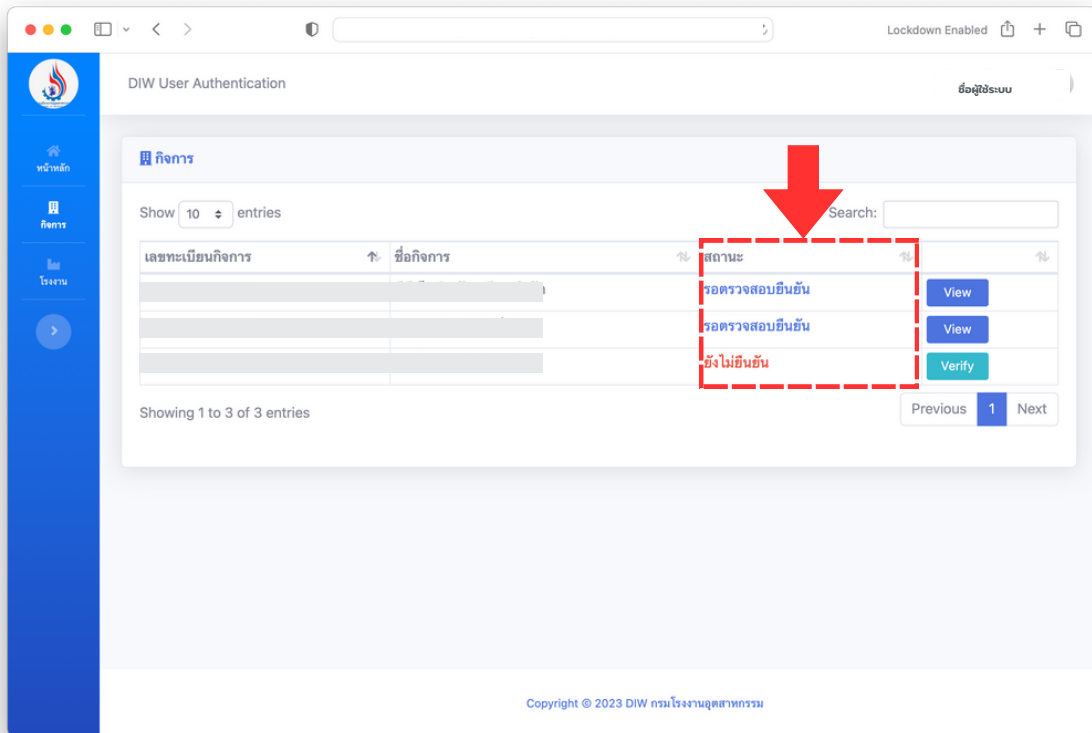 Lockdown Enabled
DIW User Authentication
ชื่อผู้ใช้ระบบ
หน้าหลัก
กิจการ
โรงงาน
กิจการ
Show 10 entries
Search:
เลขทะเบียนกิจการ ชื่อกิจการ สถานะ
รอตรวจสอบยืนยัน View
รอตรวจสอบยืนยัน View
ยังไม่ยืนยัน Verify
Showing 1 to 3 of 3 entries
Previous 1 Next
Copyright © 2023 DIW กรมโรงงานอุตสาหกรรม